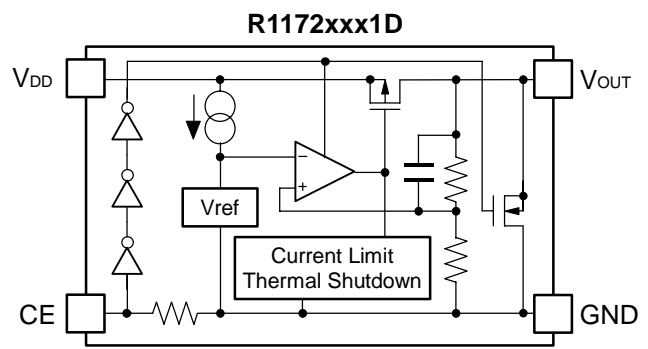 R1172xxx1D
VDD
VOUT
−
+
Vref
Current Limit
Thermal Shutdown
CE
GND